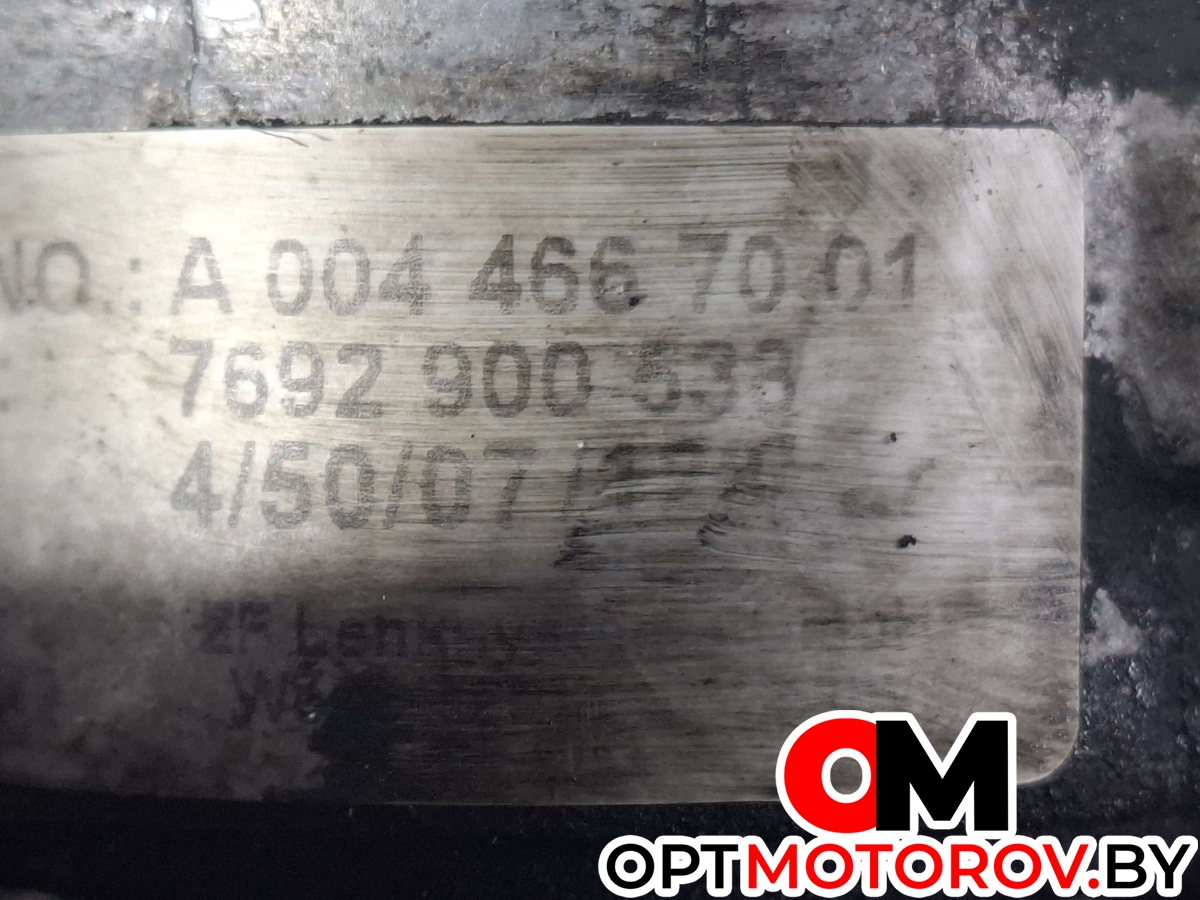 NO.: A 004 466 70 01
7692 900 533
4/50/07
ZF
OM
OPTMOTOROV.BY